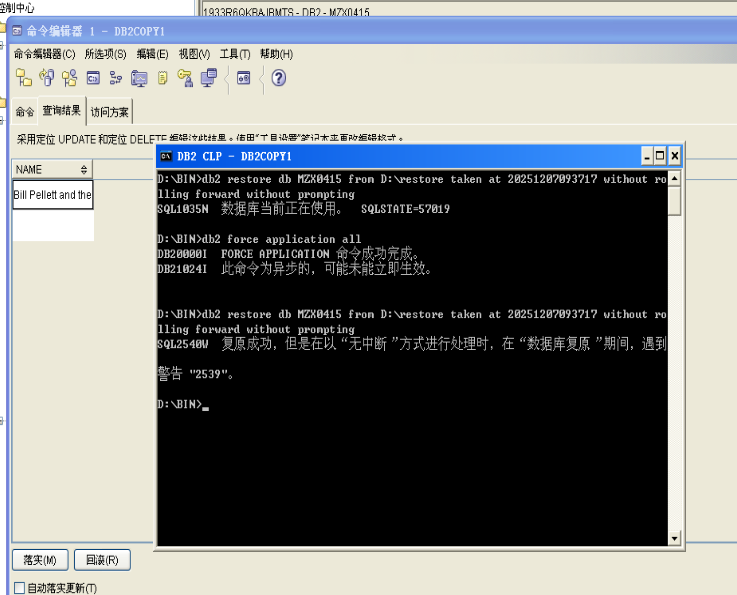 控制中心
1933R6QKBAJBMTS - DB2 - MZX0415
命令编辑器 1 - DB2COPY1
命令编辑器(C) 所选项(S) 编辑(E) 视图(V) 工具(T) 帮助(H)
命令 查询结果 访问方案
采用定位 UPDATE 和定位 DELETE 编辑这些结果。使用“工具设置”笔记本来更改编辑格式。
NAME
Bill Pellett and the
DB2 CLP - DB2COPY1
D:\BIN>db2 restore db MZX0415 from D:\restore taken at 20251207093717 without ro
lling forward without prompting
SQL1035N 数据库当前正在使用。 SQLSTATE=57019
D:\BIN>db2 force application all
DB20000I FORCE APPLICATION 命令成功完成。
DB21024I 此命令为异步的，可能未能立即生效。
D:\BIN>db2 restore db MZX0415 from D:\restore taken at 20251207093717 without ro
lling forward without prompting
SQL2540W 复原成功，但是在以“无中断”方式进行处理时，在“数据库复原”期间，遇到
警告 "2539"。
D:\BIN>_
落实(M) 回滚(R)
自动落实更新(T)